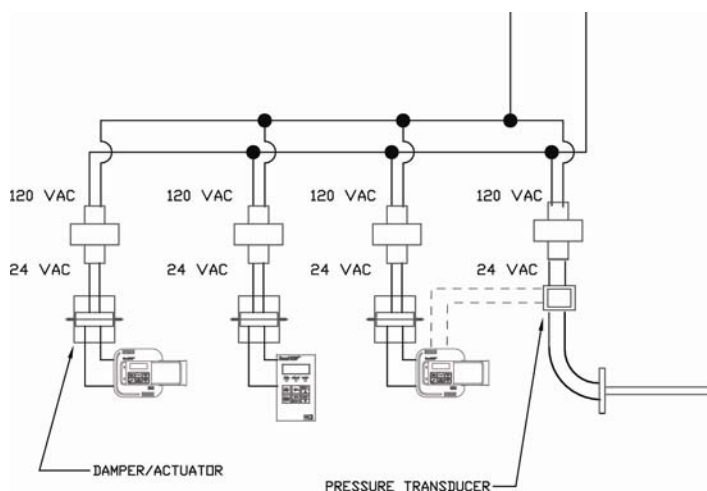 120 VAC 120 VAC 120 VAC 120 VAC
24 VAC 24 VAC 24 VAC 24 VAC
DAMPER/ACTUATOR
PRESSURE TRANSDUCER